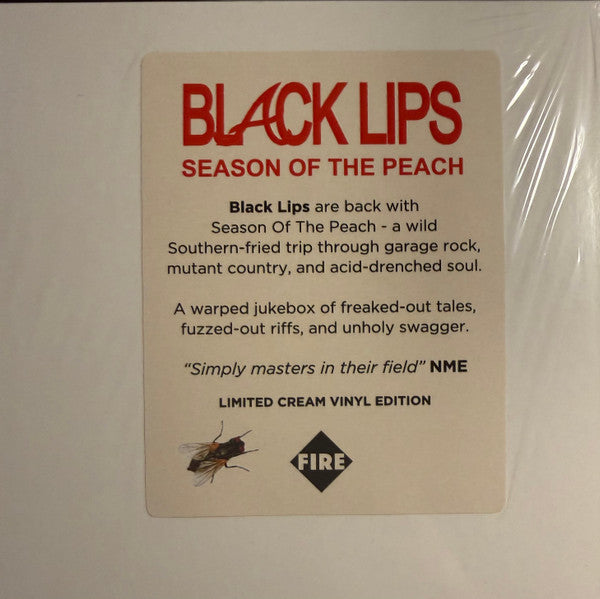 BLACK LIPS
SEASON OF THE PEACH
Black Lips are back with
Season Of The Peach - a wild
Southern-fried trip through garage rock,
mutant country, and acid-drenched soul.
A warped jukebox of freaked-out tales,
fuzzed-out riffs, and unholy swagger.
“Simply masters in their field” NME
LIMITED CREAM VINYL EDITION
FIRE